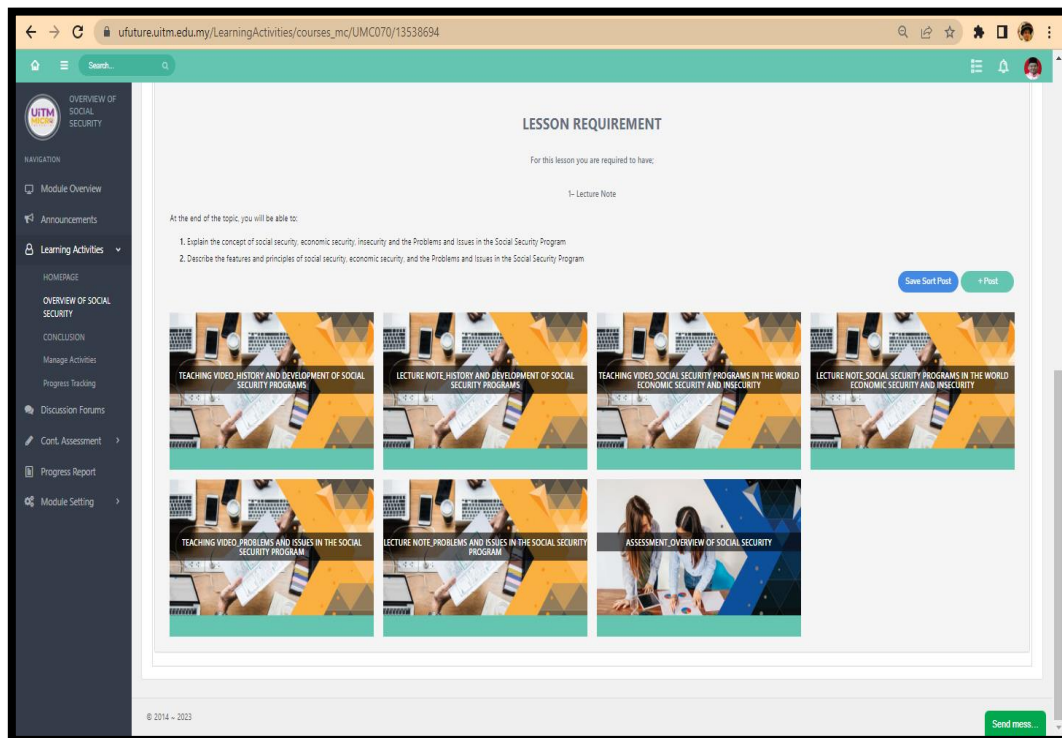 ufuture.uitm.edu.my/LearningActivities/courses_mc/UMC070/13538694
Search...
UiTM
MICRO
OVERVIEW OF
SOCIAL
SECURITY
NAVIGATION
Module Overview
Announcements
Learning Activities
HOMEPAGE
OVERVIEW OF SOCIAL
SECURITY
CONCLUSION
Manage Activities
Progress Tracking
Discussion Forums
Cont. Assessment
Progress Report
Module Setting
LESSON REQUIREMENT
For this lesson you are required to have;
1– Lecture Note
At the end of the topic, you will be able to:
1. Explain the concept of social security, economic security, insecurity and the Problems and Issues in the Social Security Program
2. Describe the features and principles of social security, economic security, and the Problems and Issues in the Social Security Program
Save Sort Post
+ Post
TEACHING VIDEO_HISTORY AND DEVELOPMENT OF SOCIAL
SECURITY PROGRAMS
LECTURE NOTE_HISTORY AND DEVELOPMENT OF SOCIAL
SECURITY PROGRAMS
TEACHING VIDEO_SOCIAL SECURITY PROGRAMS IN THE WORLD
ECONOMIC SECURITY AND INSECURITY
LECTURE NOTE_SOCIAL SECURITY PROGRAMS IN THE WORLD
ECONOMIC SECURITY AND INSECURITY
TEACHING VIDEO_PROBLEMS AND ISSUES IN THE SOCIAL
SECURITY PROGRAM
LECTURE NOTE_PROBLEMS AND ISSUES IN THE SOCIAL SECURITY
PROGRAM
ASSESSMENT_OVERVIEW OF SOCIAL SECURITY
© 2014 ~ 2023
Send mess...